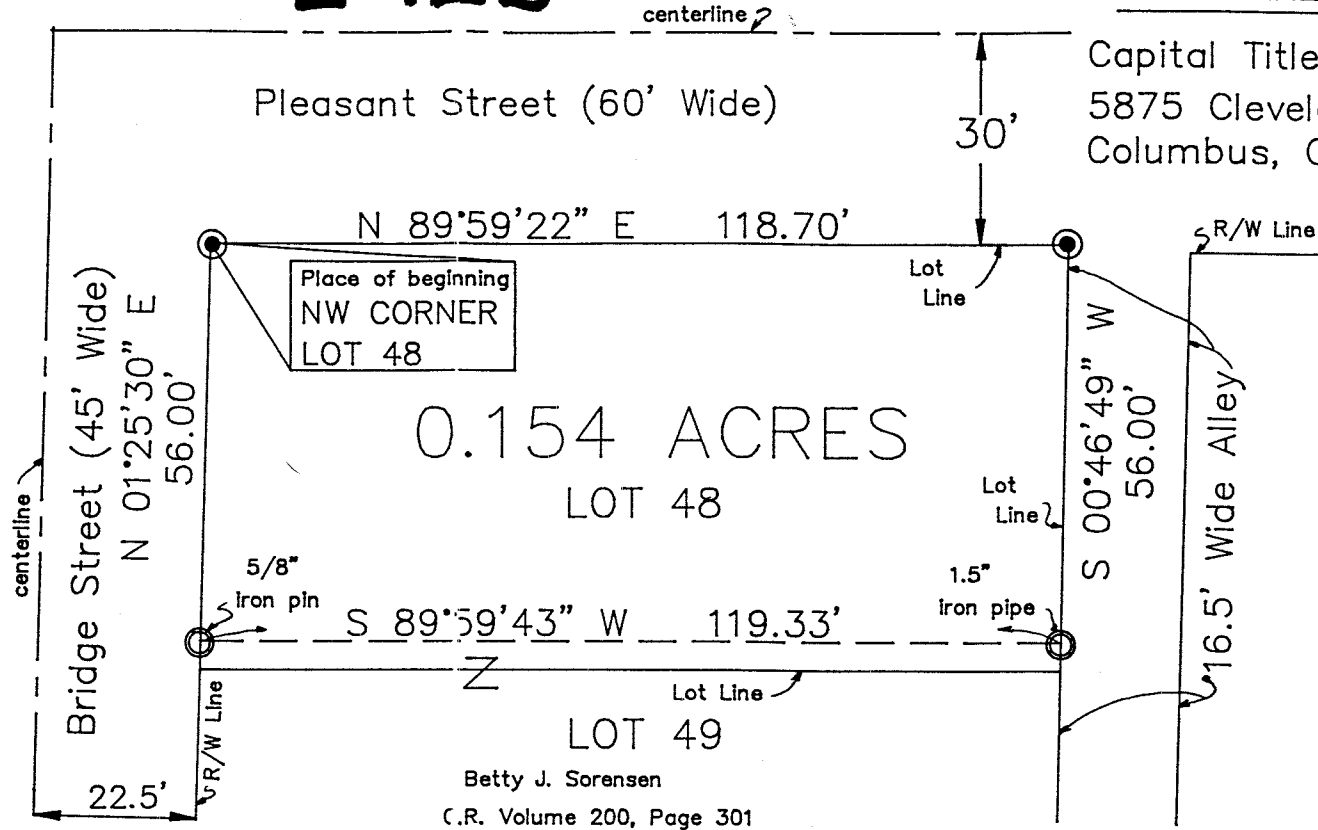 centerline
Capital Title
Pleasant Street (60' Wide)
5875
30'
Columbus,
N 89°59'22" E 118.70'
R/W Line
Place of beginning
NW CORNER
LOT 48
Lot
Line
Bridge Street (45' Wide)
N 01°25'30" E
56.00'
centerline
0.154 ACRES
LOT 48
Lot
Line
S 00°46'49" W
56.00'
16.5' Wide Alley
5/8"
iron pin
1.5"
iron pipe
S 89°59'43" W 119.33'
Z
Lot Line
R/W Line
LOT 49
22.5'
Betty J. Sorensen
C.R. Volume 200, Page 301